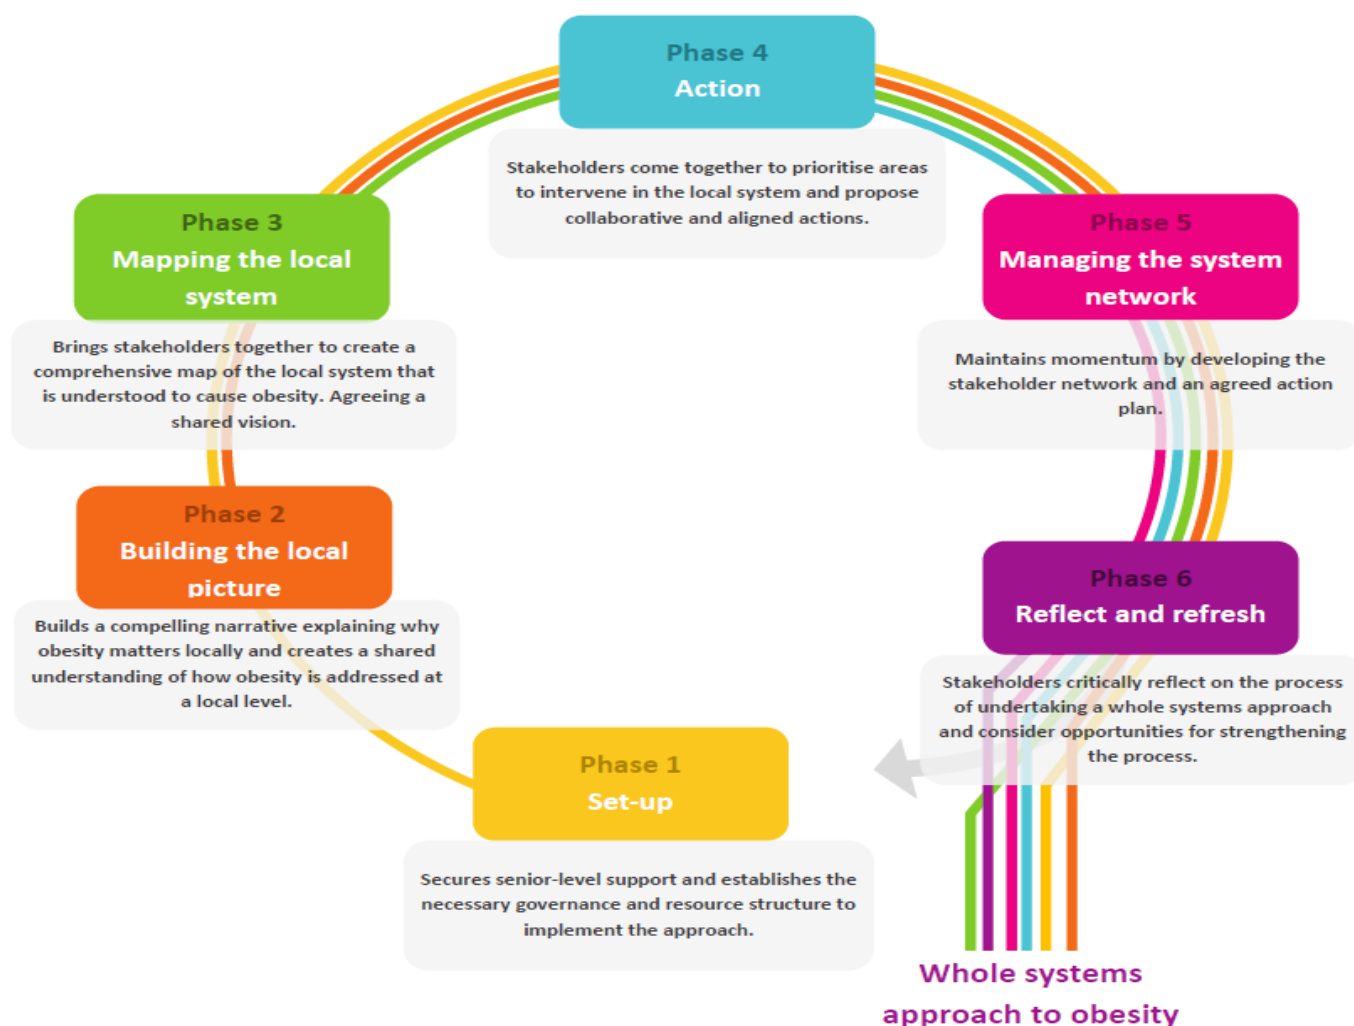 Phase 4
Action
Stakeholders come together to prioritise areas
to intervene in the local system and propose
collaborative and aligned actions.
Phase 3
Mapping the local
system
Brings stakeholders together to create a
comprehensive map of the local system that
is understood to cause obesity. Agreeing a
shared vision.
Phase 5
Managing the system
network
Maintains momentum by developing the
stakeholder network and an agreed action
plan.
Phase 2
Building the local
picture
Builds a compelling narrative explaining why
obesity matters locally and creates a shared
understanding of how obesity is addressed at
a local level.
Phase 6
Reflect and refresh
Stakeholders critically reflect on the process
of undertaking a whole systems approach
and consider opportunities for strengthening
the process.
Phase 1
Set-up
Secures senior-level support and establishes the
necessary governance and resource structure to
implement the approach.
Whole systems
approach to obesity